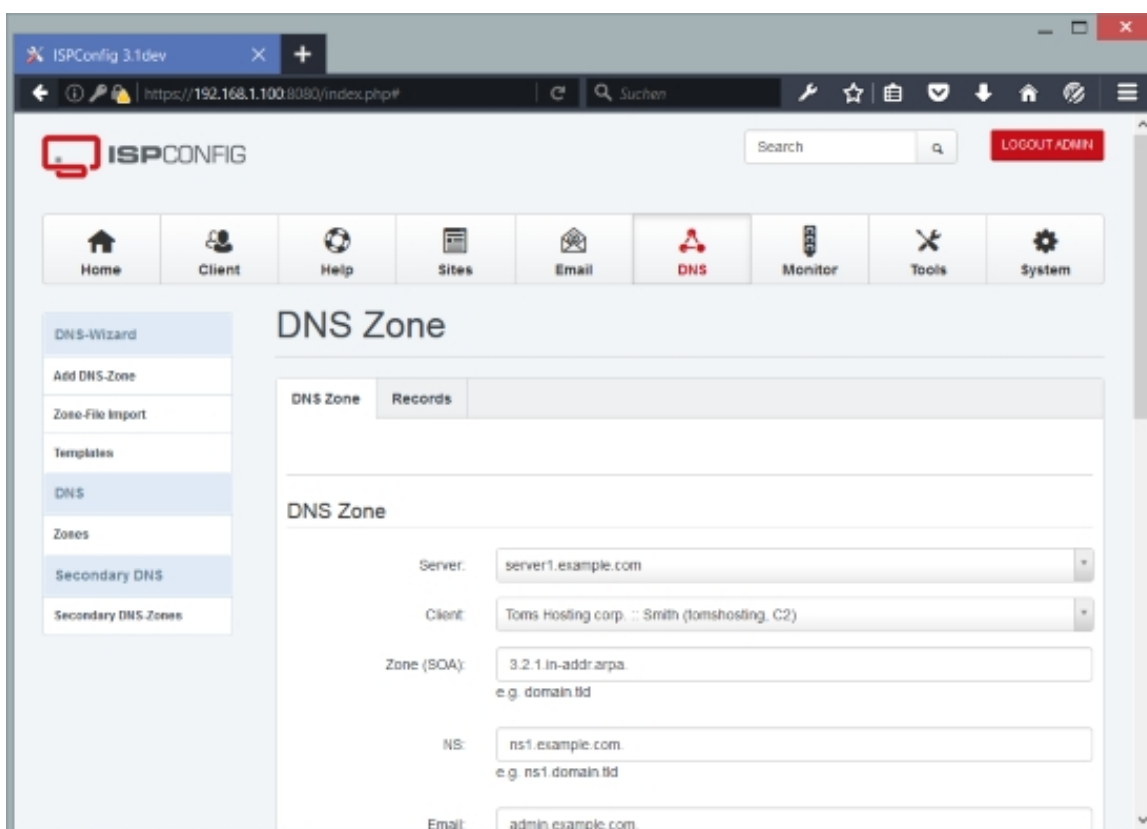 ISPConfig 3.1dev
https://192.168.1.100:8080/index.php#
Suchen
ISPCONFIG
Search
LOGOUT ADMIN
Home Client Help Sites Email DNS Monitor Tools System
DNS-Wizard
Add DNS-Zone
Zone-File Import
Templates
DNS
Zones
Secondary DNS
Secondary DNS-Zones
DNS Zone
DNS Zone Records
DNS Zone
Server: server1.example.com
Client: Toms Hosting corp. :: Smith (tomshosting, C2)
Zone (SOA): 3.2.1.in-addr.arpa.
e.g. domain.tld
NS: ns1.example.com.
e.g. ns1.domain.tld
Email: admin.example.com.